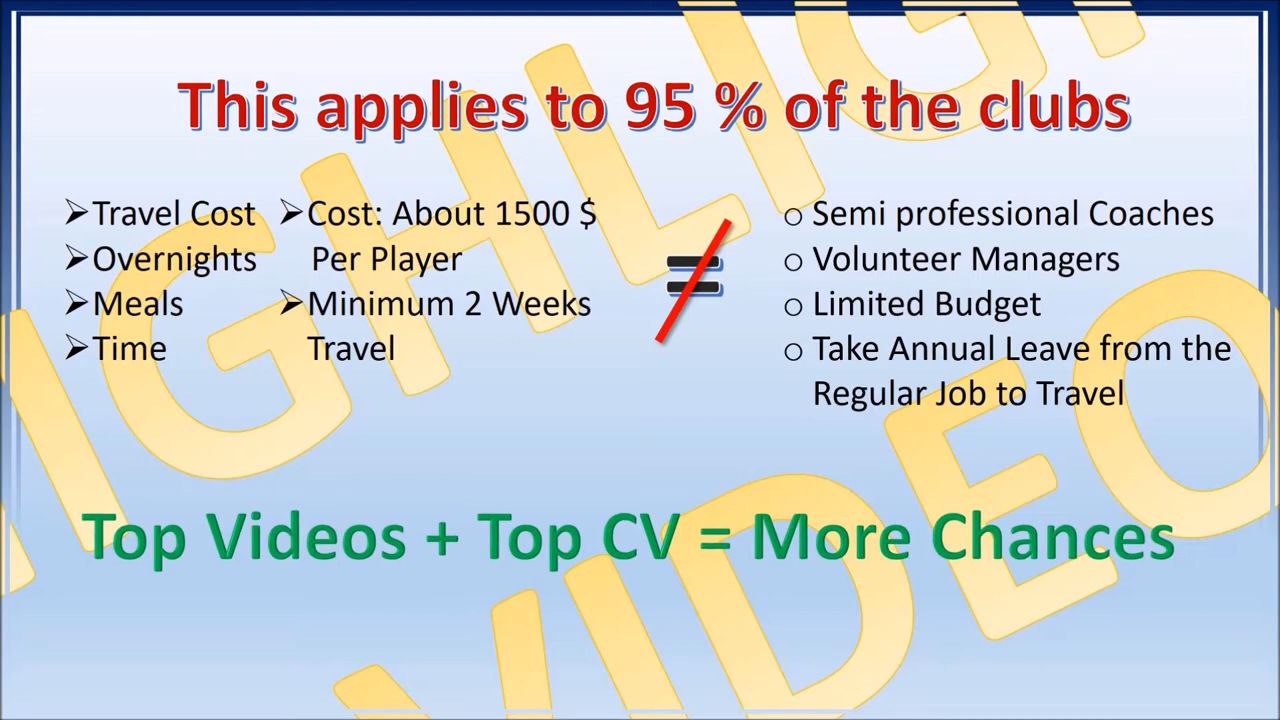 This applies to 95 % of the clubs
Travel Cost
Overnights
Meals
Time
Cost: About 1500 $
Per Player
Minimum 2 Weeks
Travel
=
Semi professional Coaches
Volunteer Managers
Limited Budget
Take Annual Leave from the
Regular Job to Travel
Top Videos + Top CV = More Chances
HIGHLIGH
VIDEO